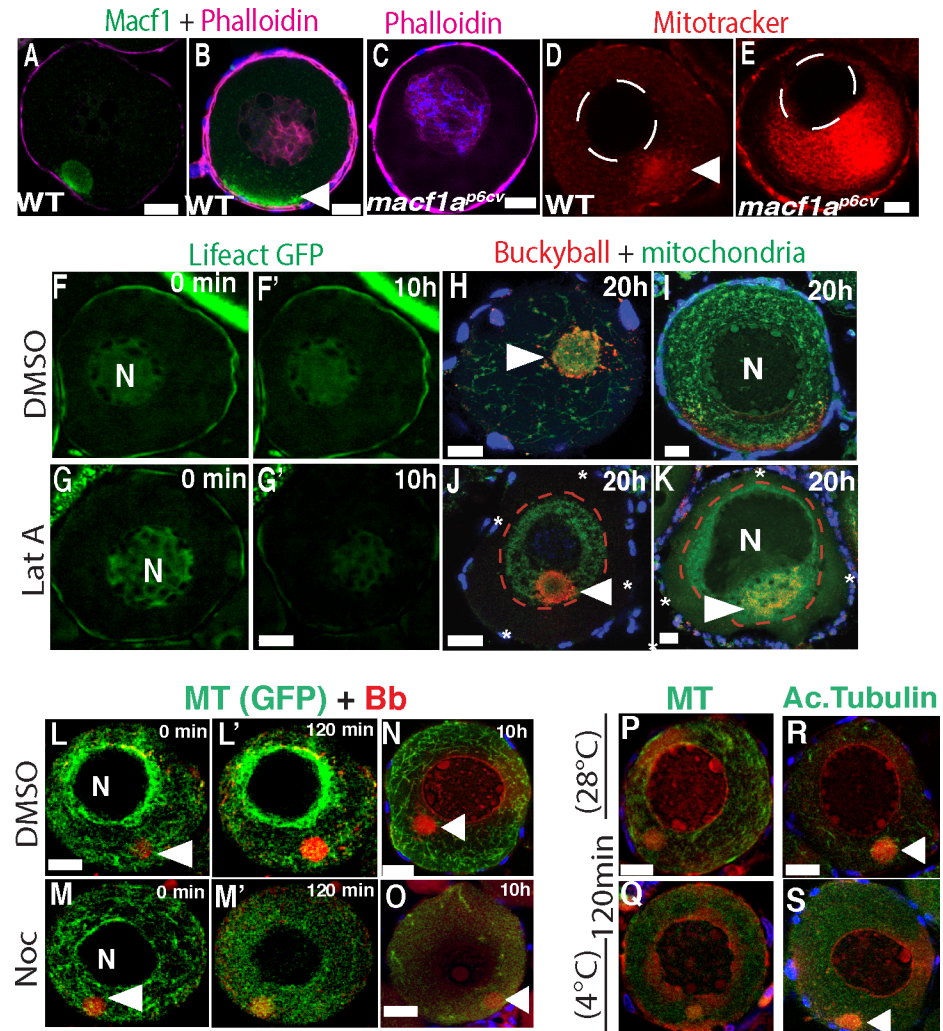 Macf1 + Phalloidin Phalloidin Mitotracker
A B C D E
WT WT macf1a^p6cv WT macf1a^p6cv
Lifeact GFP Buckyball + mitochondria
DMSO
F 0 min F' 10h H 20h I 20h
N N
Lat A
G 0 min G' 10h J 20h K 20h
N N
* * * * * * * *
MT (GFP) + Bb MT Ac.Tubulin
DMSO
L 0 min L' 120 min N 10h
N
(28°C)
P R
120min
Noc
M 0 min M' 120 min O 10h
N
(4°C)
Q S